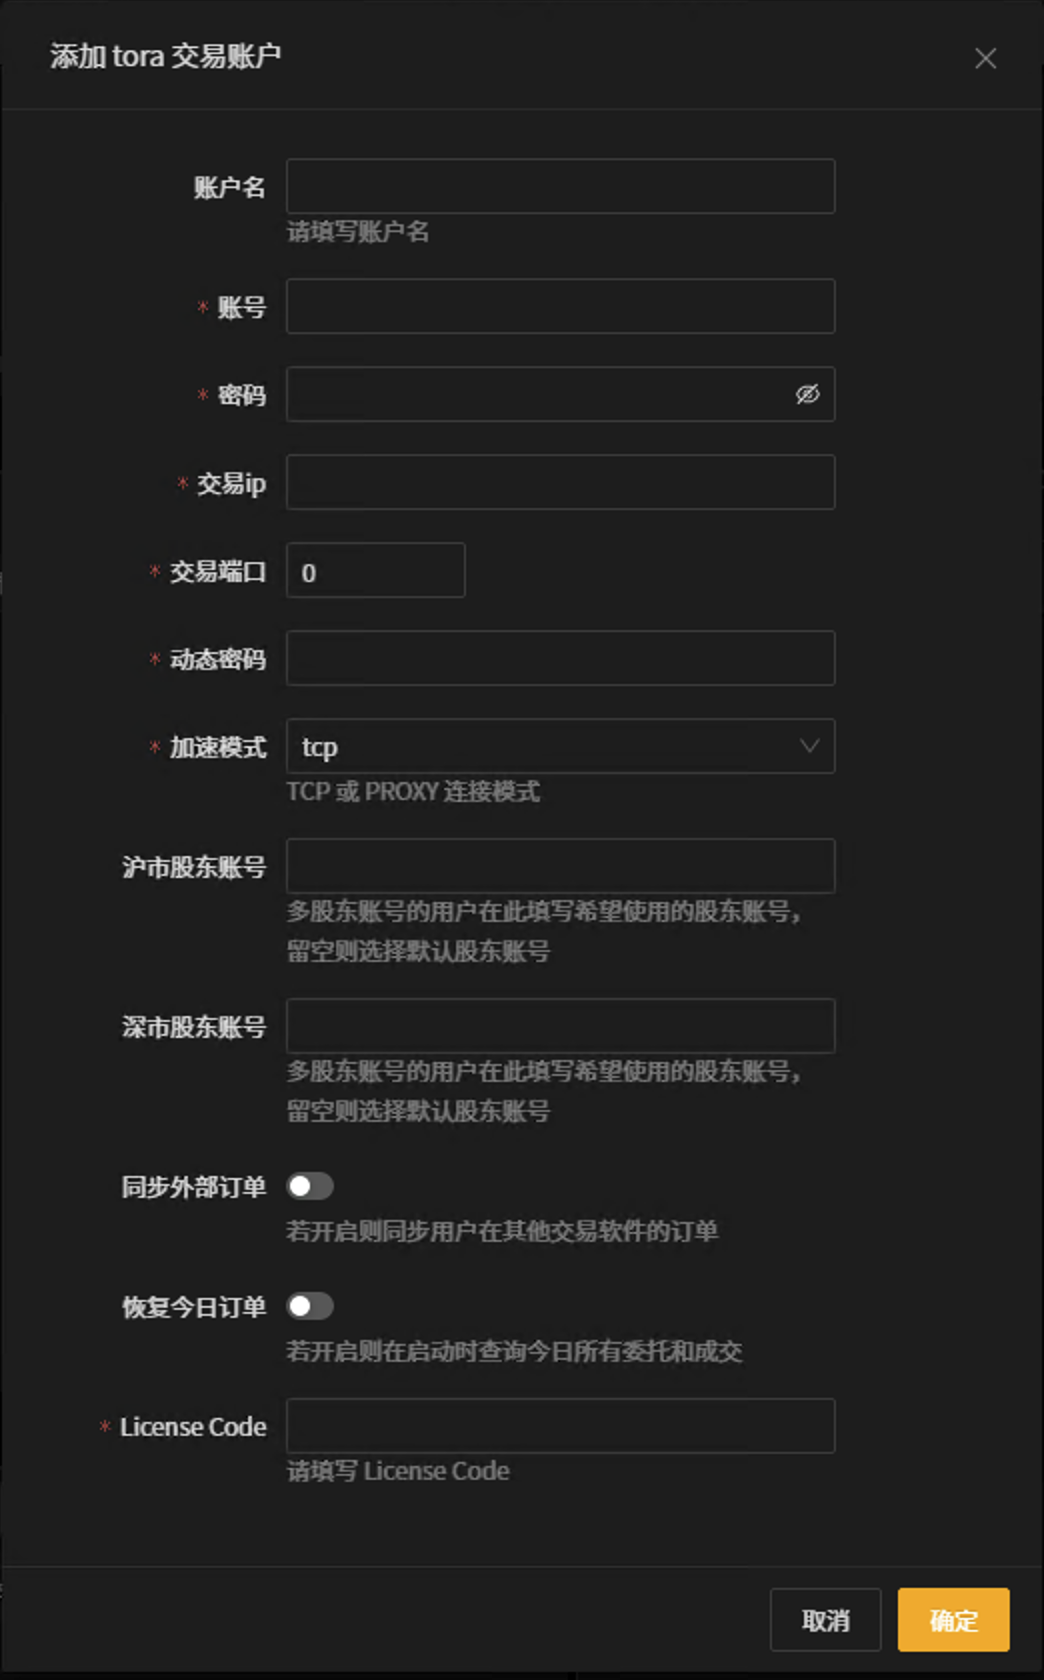 添加 tora 交易账户
账户名
请填写账户名
* 账号
* 密码
* 交易ip
* 交易端口 0
* 动态密码
* 加速模式 tcp
TCP 或 PROXY 连接模式
沪市股东账号
多股东账号的用户在此填写希望使用的股东账号，
留空则选择默认股东账号
深市股东账号
多股东账号的用户在此填写希望使用的股东账号，
留空则选择默认股东账号
同步外部订单
若开启则同步用户在其他交易软件的订单
恢复今日订单
若开启则在启动时查询今日所有委托和成交
* License Code
请填写 License Code
取消 确定